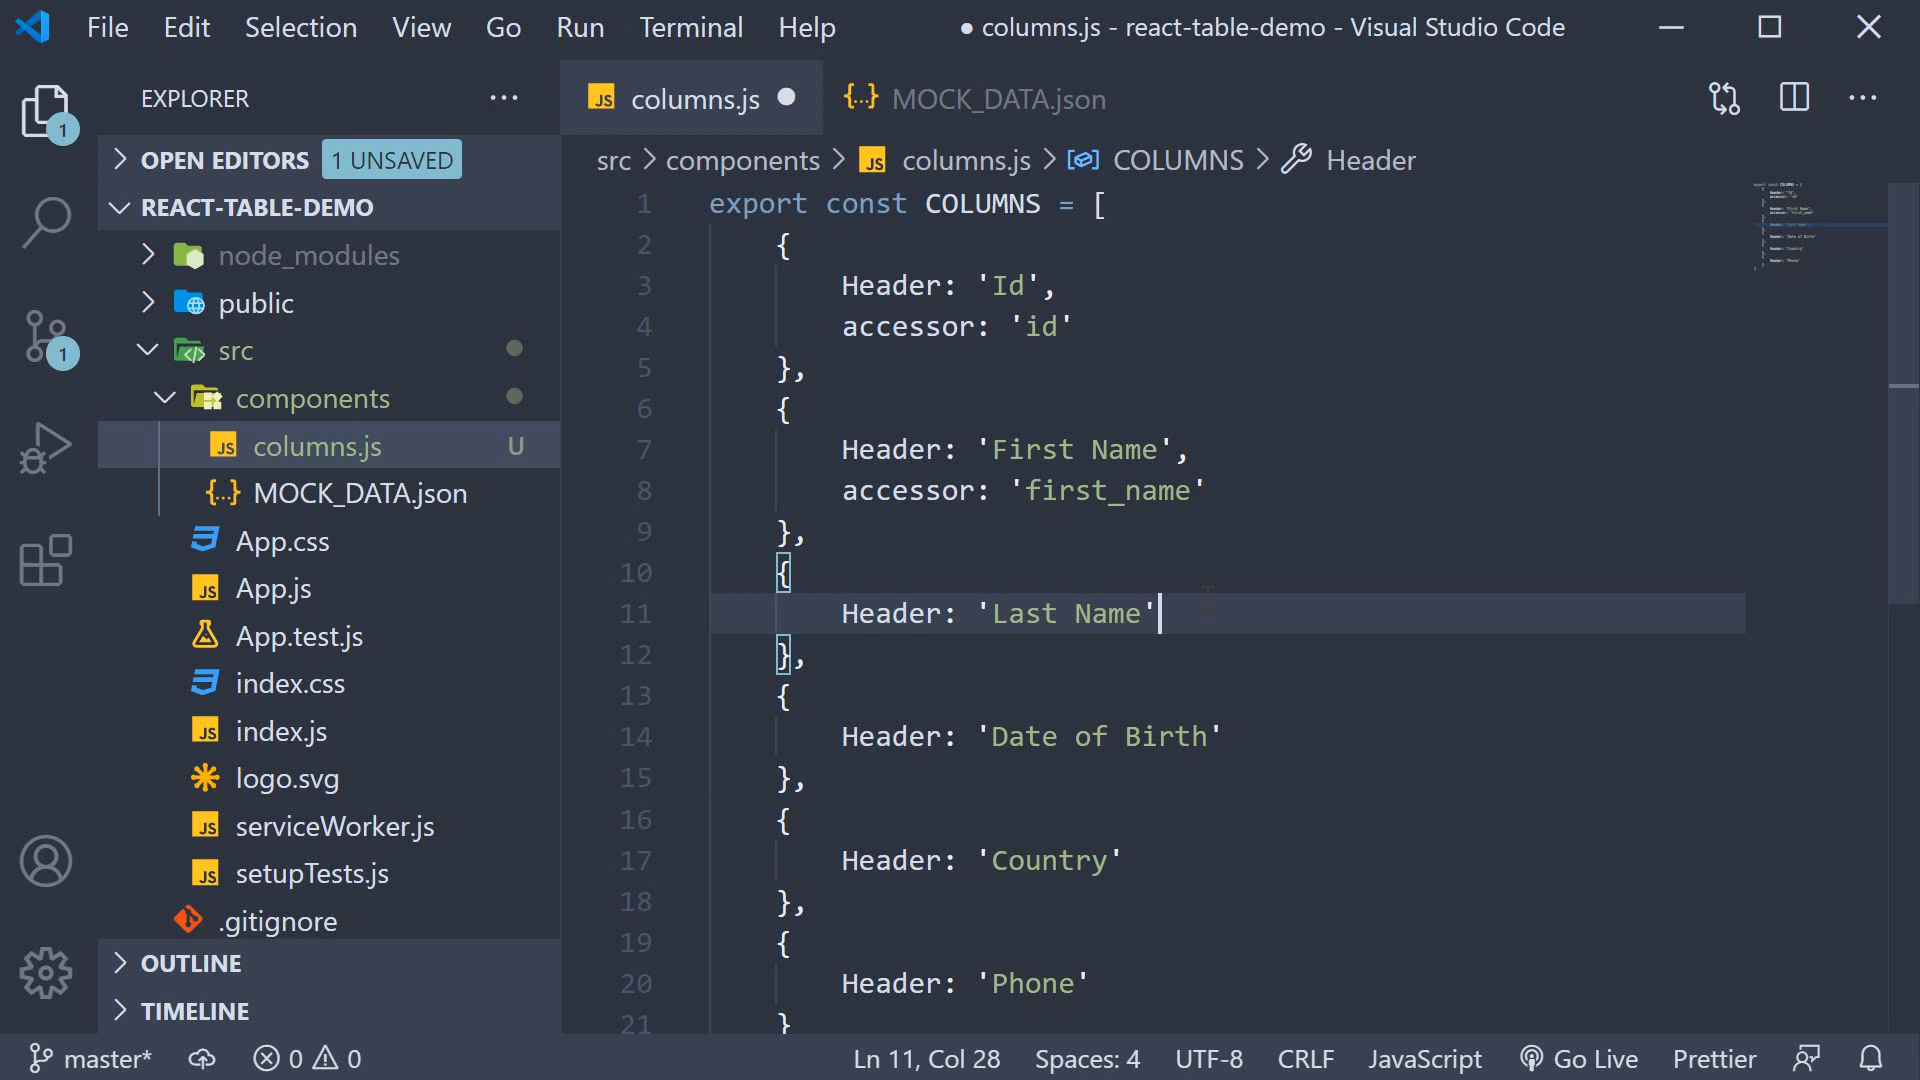 File Edit Selection View Go Run Terminal Help
● columns.js - react-table-demo - Visual Studio Code
EXPLORER
OPEN EDITORS 1 UNSAVED
REACT-TABLE-DEMO
node_modules
public
src
components
columns.js U
MOCK_DATA.json
App.css
App.js
App.test.js
index.css
index.js
logo.svg
serviceWorker.js
setupTests.js
.gitignore
OUTLINE
TIMELINE
1
1
columns.js ●
MOCK_DATA.json
src > components > columns.js > COLUMNS > Header
1 export const COLUMNS = [
2 {
3 Header: 'Id',
4 accessor: 'id'
5 },
6 {
7 Header: 'First Name',
8 accessor: 'first_name'
9 },
10 {
11 Header: 'Last Name'
12 },
13 {
14 Header: 'Date of Birth'
15 },
16 {
17 Header: 'Country'
18 },
19 {
20 Header: 'Phone'
21 }
master* 0 0 Ln 11, Col 28 Spaces: 4 UTF-8 CRLF JavaScript Go Live Prettier